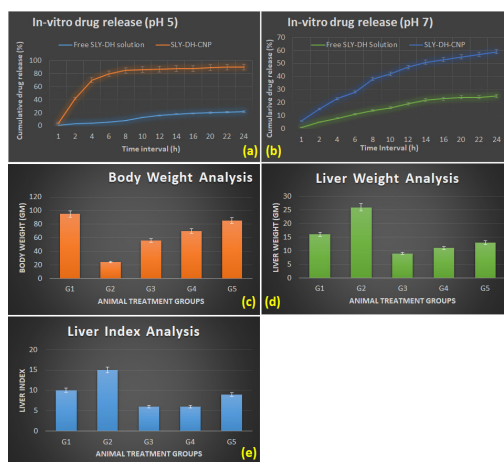 In-vitro drug release (pH 5)
Free SLY-DH solution SLY-DH-CNP
Cumulative drug release (%)
100
80
60
40
20
0
1 2 4 6 8 10 12 14 16 18 20 22 24
Time interval (h)
(a)
In-vitro drug release (pH 7)
Free SLY-DH solution SLY-DH-CNP
Cumulative drug release (%)
60
50
40
30
20
10
0
1 2 4 6 8 10 12 14 16 18 20 22 24
Time Interval (h)
(b)
Body Weight Analysis
BODY WEIGHT (GM)
120
100
80
60
40
20
0
G1 G2 G3 G4 G5
ANIMAL TREATMENT GROUPS
(c)
Liver Weight Analysis
LIVER WEIGHT (GM)
30
25
20
15
10
5
0
G1 G2 G3 G4 G5
ANIMAL TREATMENT GROUPS
(d)
Liver Index Analysis
LIVER INDEX
20
15
10
5
0
G1 G2 G3 G4 G5
ANIMAL TREATMENT GROUPS
(e)